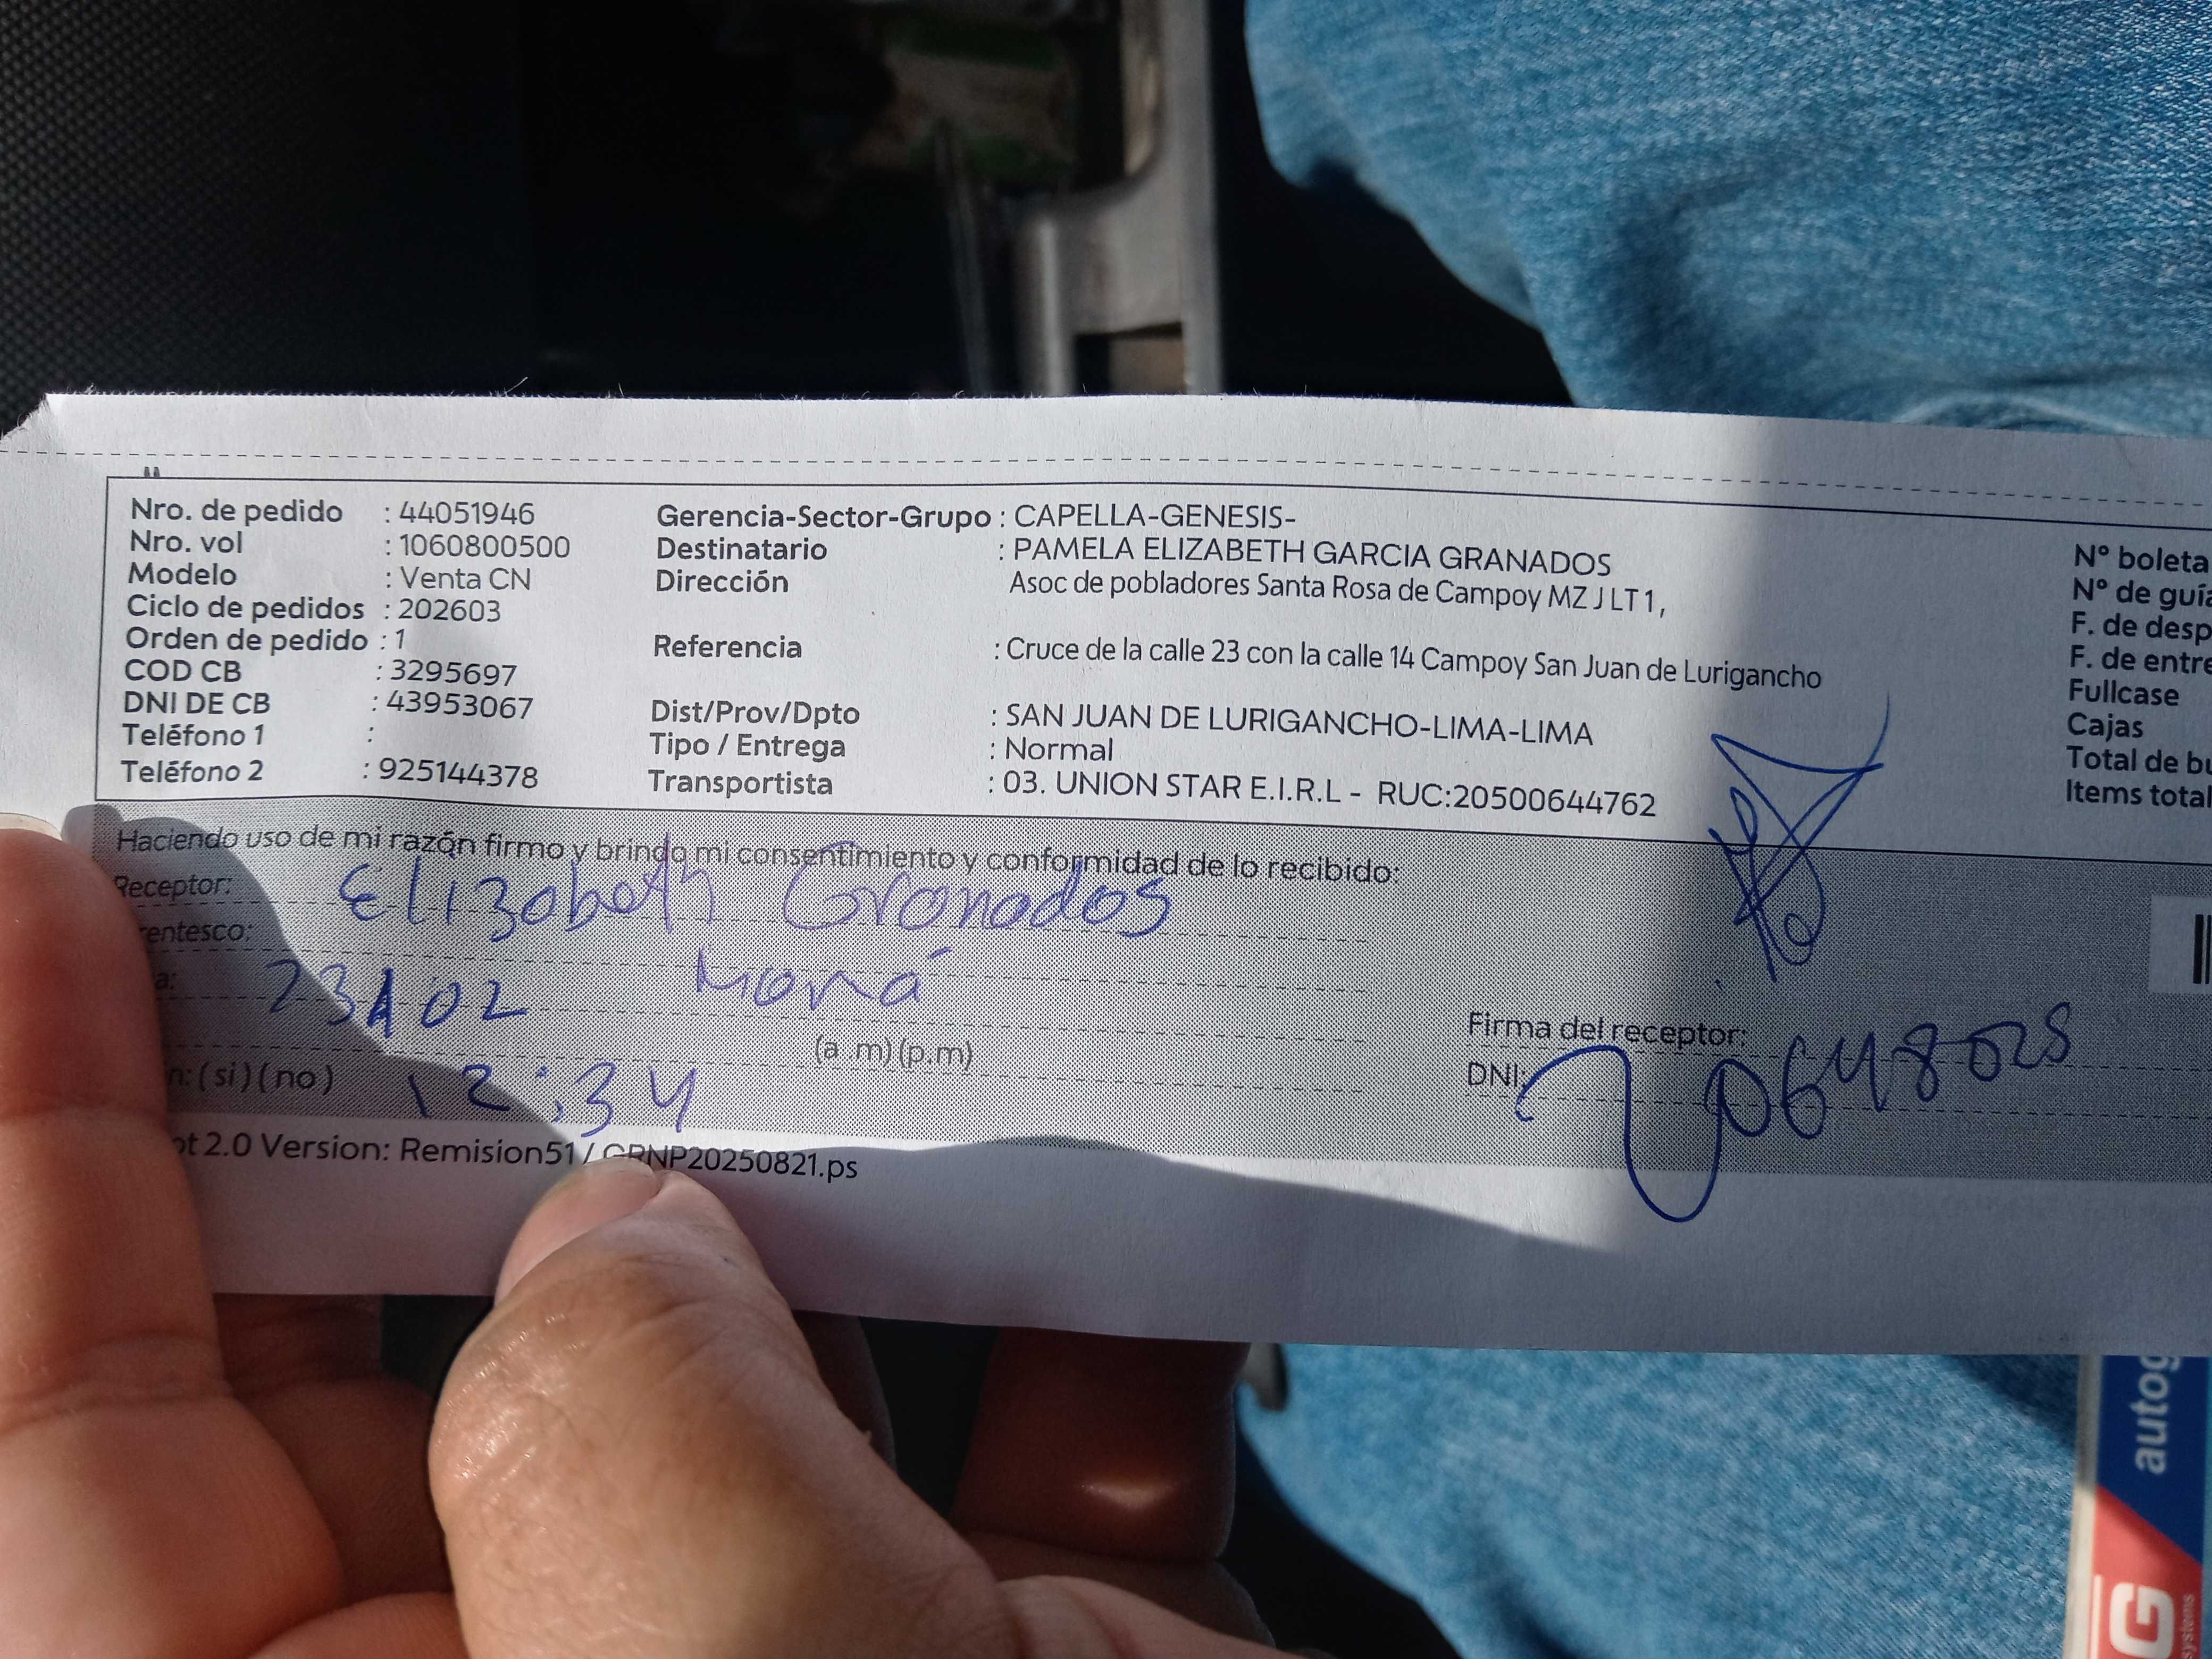 Nro. de pedido : 44051946
Nro. vol : 1060800500
Modelo : Venta CN
Ciclo de pedidos : 202603
Orden de pedido : 1
COD CB : 3295697
DNI DE CB : 43953067
Teléfono 1 :
Teléfono 2 : 925144378
Gerencia-Sector-Grupo : CAPELLA-GENESIS-
Destinatario : PAMELA ELIZABETH GARCIA GRANADOS
Dirección Asoc de pobladores Santa Rosa de Campoy MZ J LT 1,
Referencia : Cruce de la calle 23 con la calle 14 Campoy San Juan de Lurigancho
Dist/Prov/Dpto : SAN JUAN DE LURIGANCHO-LIMA-LIMA
Tipo / Entrega : Normal
Transportista : 03. UNION STAR E.I.R.L - RUC:20500644762
N° boleta
N° de guía
F. de desp
F. de entre
Fullcase
Cajas
Total de bu
Items total
Haciendo uso de mi razón firmo y brindo mi consentimiento y conformidad de lo recibido:
Receptor: Elizabeth Granados
entesco: Mamá
a: 23/02
(a .m) (p.m)
n: (si) (no) 12:34
Firma del receptor:
DNI:
ot 2.0 Version: Remision51 / GRNP20250821.ps
autog
G
systems